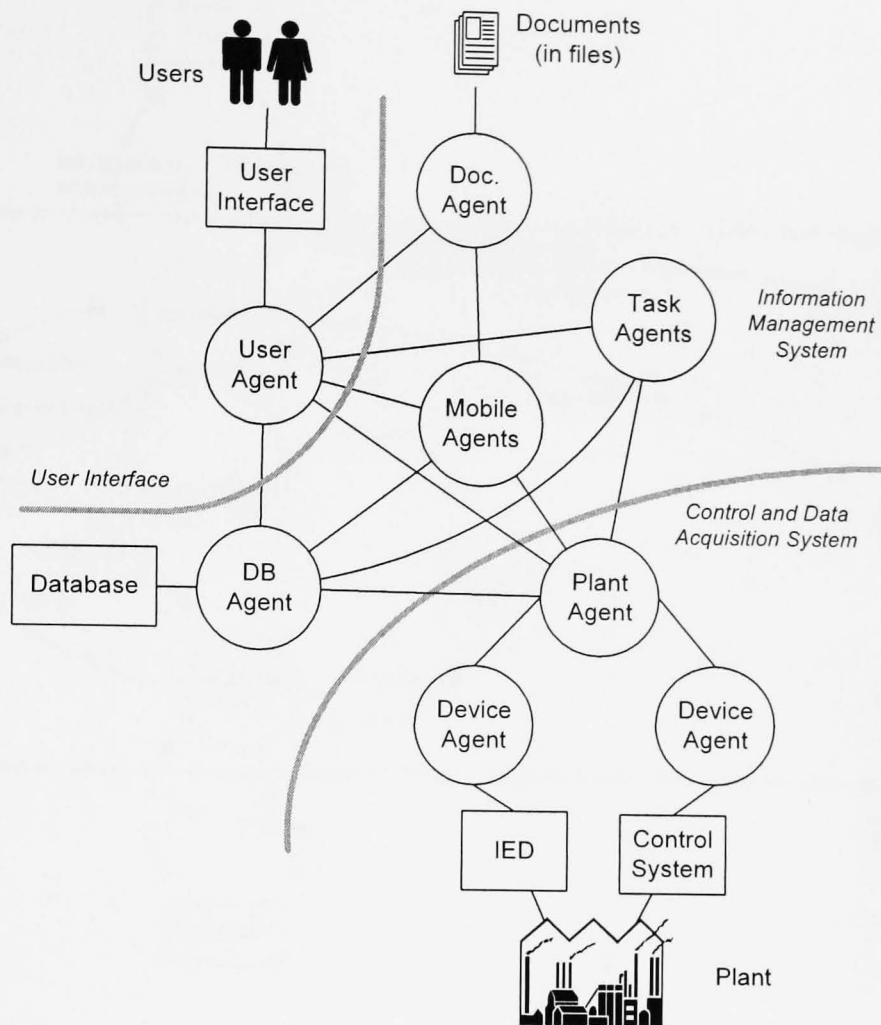 Documents
(in files)
Users
User
Interface
Doc.
Agent
Task
Agents
Information
Management
System
User
Agent
Mobile
Agents
User Interface
Control and Data
Acquisition System
Database
DB
Agent
Plant
Agent
Device
Agent
Device
Agent
IED
Control
System
Plant